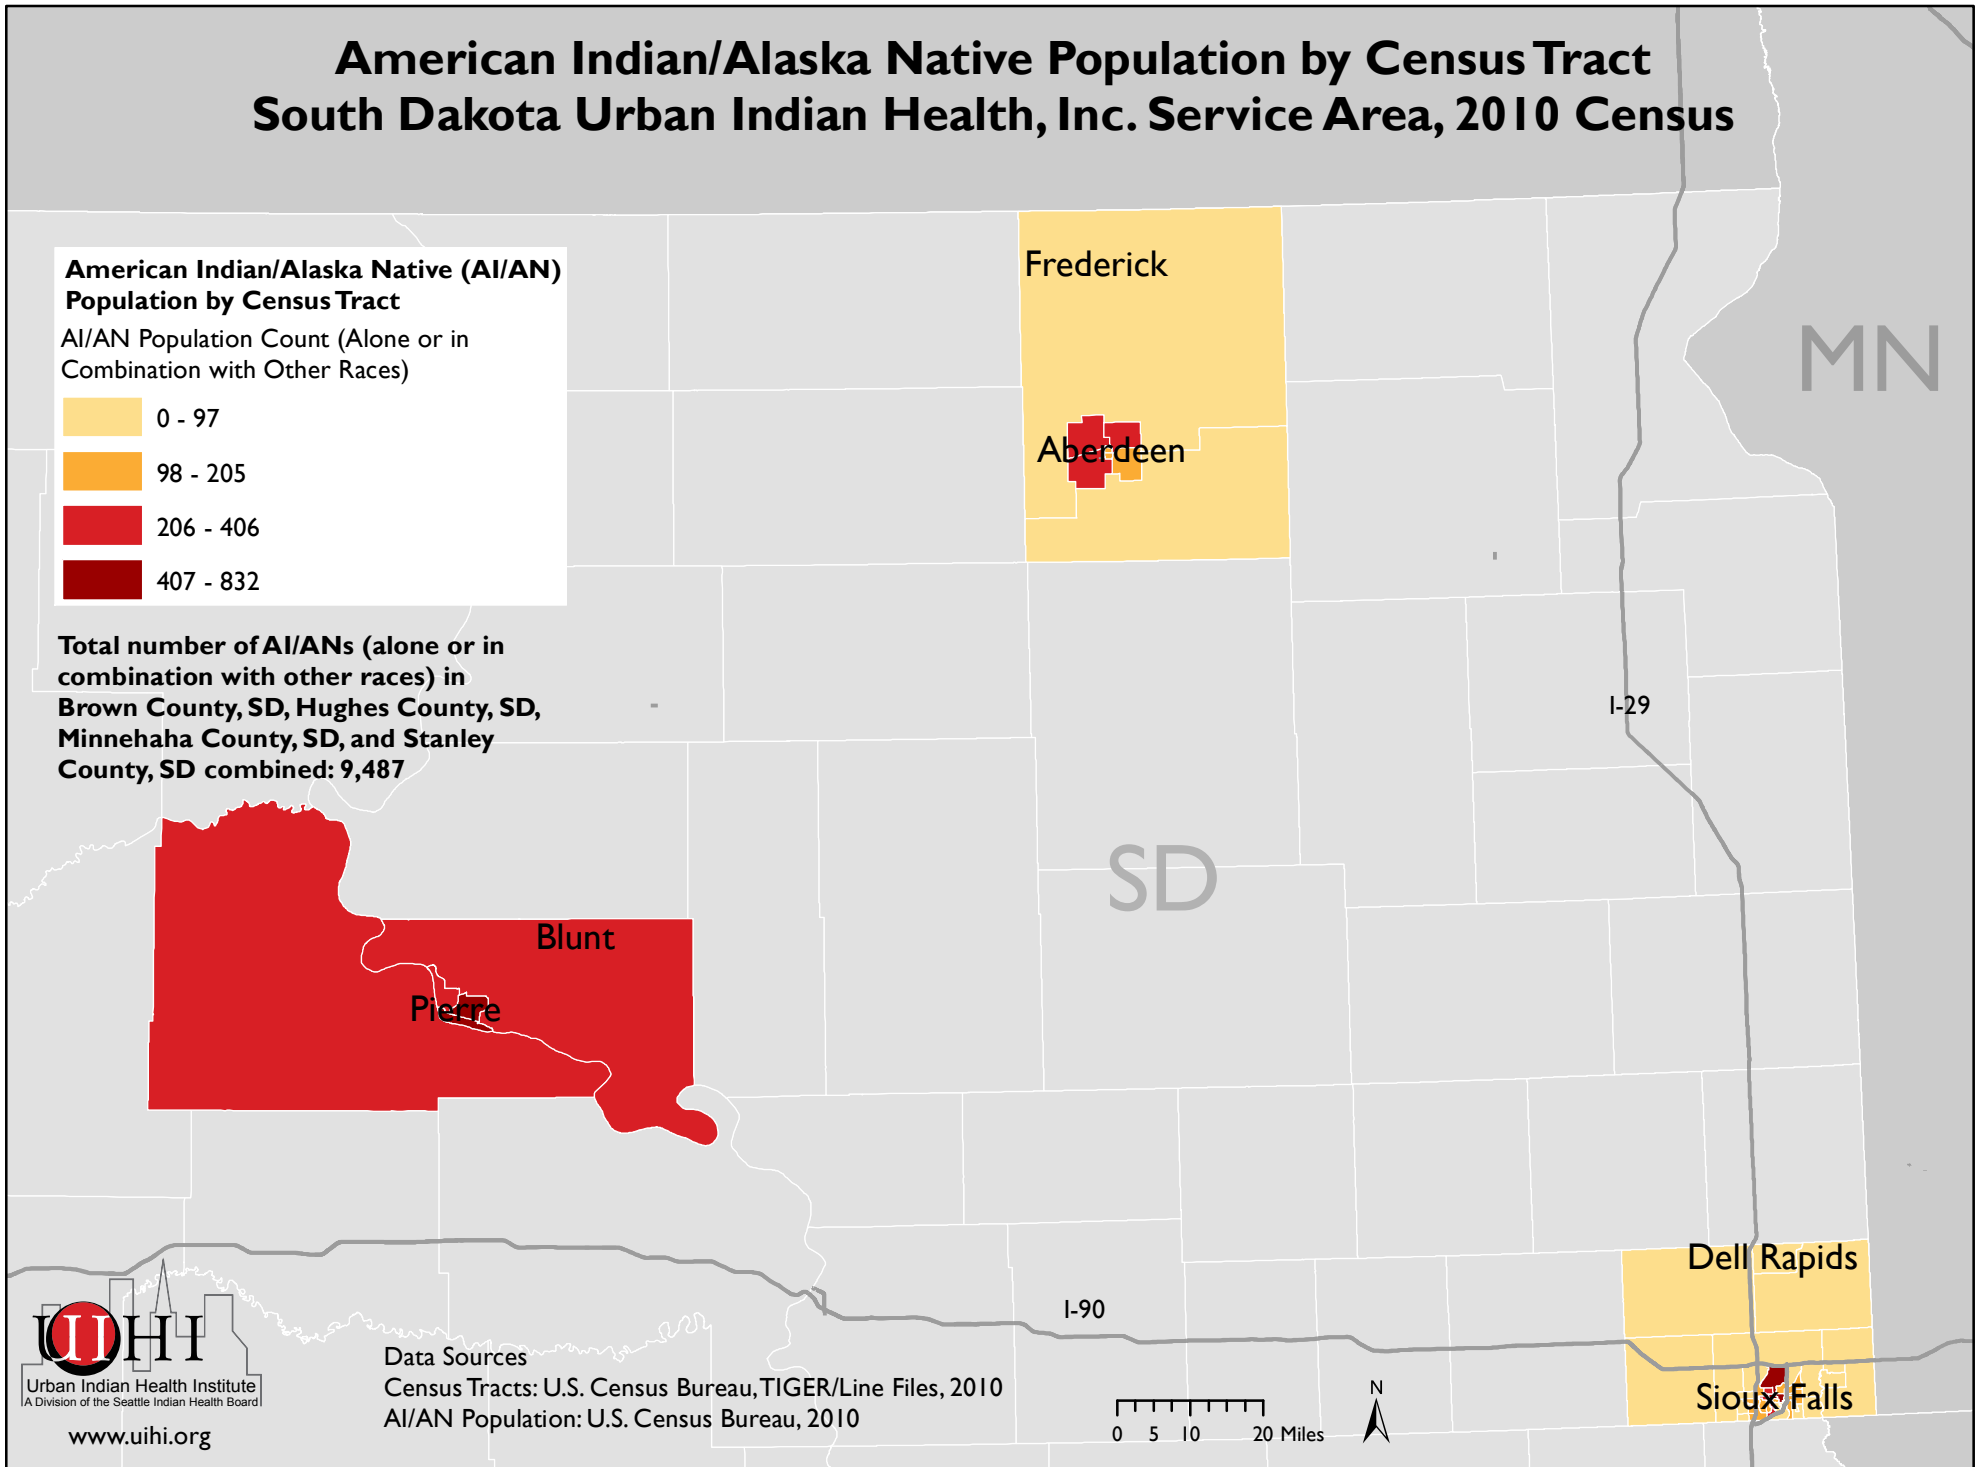 American Indian/Alaska Native Population by Census Tract
South Dakota Urban Indian Health, Inc. Service Area, 2010 Census
American Indian/Alaska Native (AI/AN)
Population by Census Tract
AI/AN Population Count (Alone or in
Combination with Other Races)
0 - 97
98 - 205
206 - 406
407 - 832
Total number of AI/ANs (alone or in
combination with other races) in
Brown County, SD, Hughes County, SD,
Minnehaha County, SD, and Stanley
County, SD combined: 9,487
Frederick
Aberdeen
MN
I-29
SD
Blunt
Pierre
Dell Rapids
I-90
Sioux Falls
UIHI
Urban Indian Health Institute
A Division of the Seattle Indian Health Board
www.uihi.org
Data Sources
Census Tracts: U.S. Census Bureau, TIGER/Line Files, 2010
AI/AN Population: U.S. Census Bureau, 2010
0 5 10 20 Miles
N